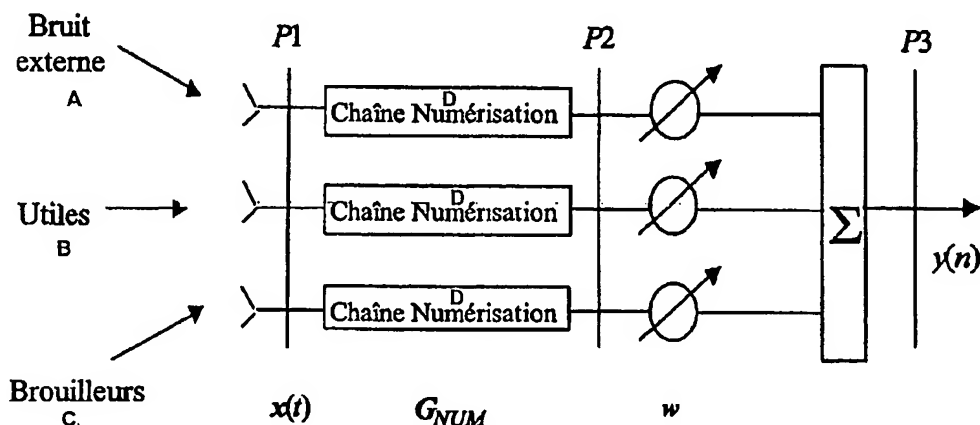 Bruit
externe
A
P1
P2
P3
D
Chaîne Numérisation
Utiles
B
D
Chaîne Numérisation
Σ
y(n)
D
Chaîne Numérisation
Brouilleurs
C.
x(t)
G_NUM
w